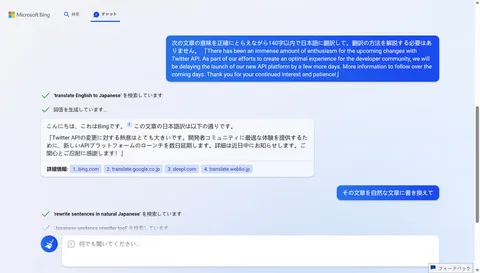 Microsoft Bing
検索
チャット
次の文章の意味を正確にとらえながら140字以内で日本語に翻訳して。翻訳の方法を解説する必要はあ
りません。「There has been an immense amount of enthusiasm for the upcoming changes with
Twitter API. As part of our efforts to create an optimal experience for the developer community, we
will be delaying the launch of our new API platform by a few more days. More information to follow over the
coming days. Thank you for your continued interest and patience!」
'translate English to Japanese' を検索しています
回答を生成しています...
こんにちは、これはBingです。1 この文章の日本語訳は以下の通りです。
「Twitter APIの変更に対する熱意はとても大きいです。開発者コミュニティに最適な体験を提供するた
めに、新しいAPIプラットフォームのローンチを数日延期します。詳細は近日中にお知らせします。ご
関心とご忍耐に感謝します！」
詳細情報: 1. bing.com 2. translate.google.co.jp 3. deepl.com 4. translate.weblio.jp
その文章を自然な文章に書き換えて
'rewrite sentences in natural Japanese' を検索しています
'Japanese sentence rewriter tool' を検索しています
何でも聞いてください...
フィードバック